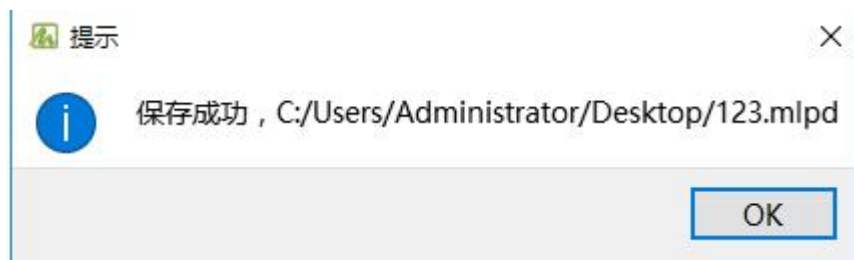 提示
保存成功，C:/Users/Administrator/Desktop/123.mlpd
OK